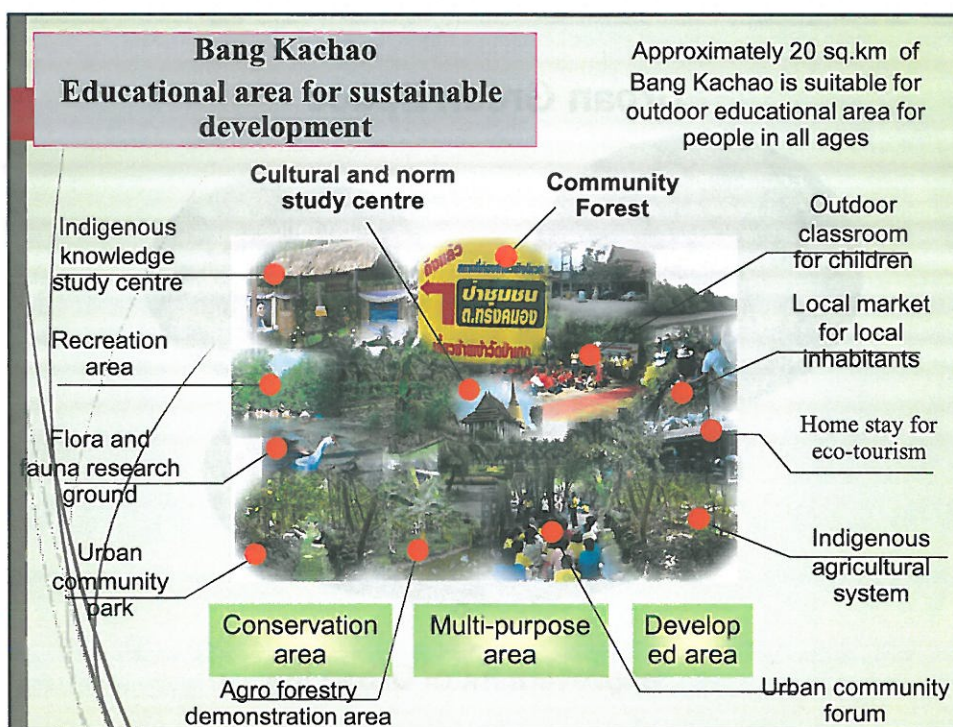 Bang Kachao
Educational area for sustainable
development
Approximately 20 sq.km of
Bang Kachao is suitable for
outdoor educational area for
people in all ages
Cultural and norm
study centre
Community
Forest
Indigenous
knowledge
study centre
Outdoor
classroom
for children
ป่าชุมชน
ต.ทรงคนอง
Recreation
area
Local market
for local
inhabitants
Flora and
fauna research
ground
Home stay for
eco-tourism
Urban
community
park
Indigenous
agricultural
system
Conservation
area
Multi-purpose
area
Develop
ed area
Agro forestry
demonstration area
Urban community
forum